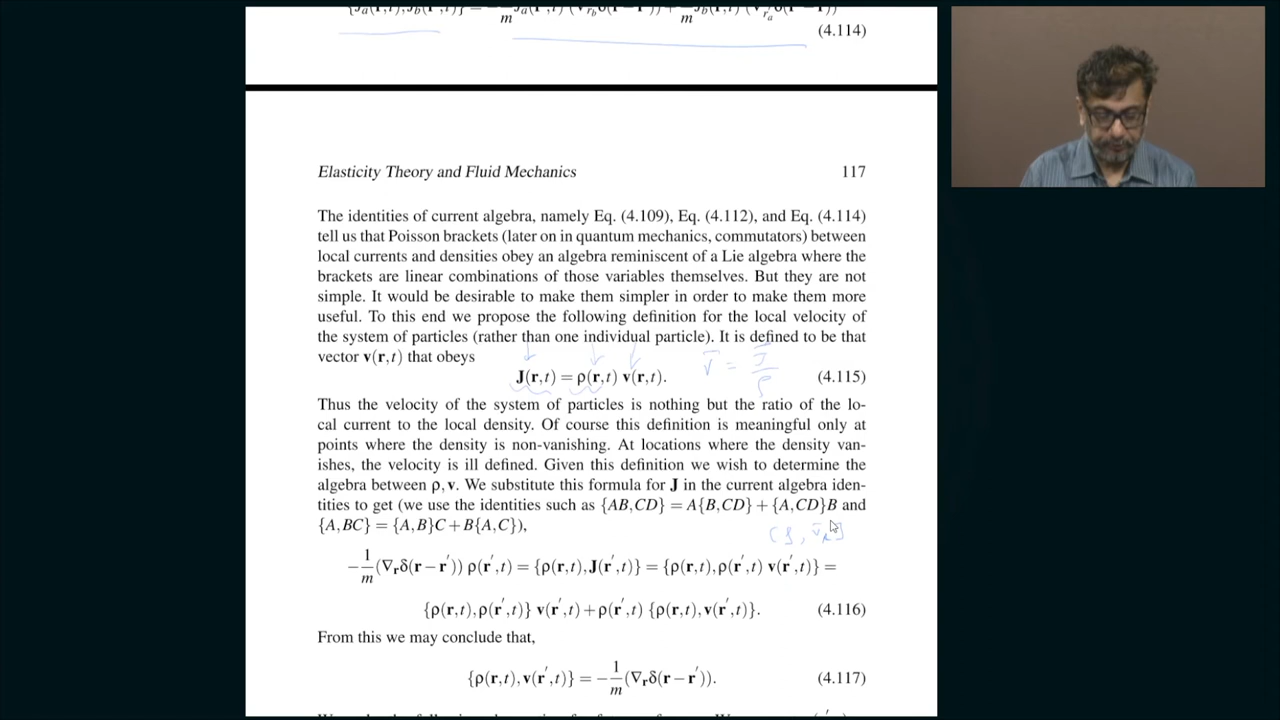 {J_a(r,t),J_b(r',t)} = −(1/m) J_a(r',t) (∇_{r_b} δ(r−r')) + (1/m) J_b(r,t) (∇_{r'_a} δ(r−r'))
(4.114)
Elasticity Theory and Fluid Mechanics 117
The identities of current algebra, namely Eq. (4.109), Eq. (4.112), and Eq. (4.114)
tell us that Poisson brackets (later on in quantum mechanics, commutators) between
local currents and densities obey an algebra reminiscent of a Lie algebra where the
brackets are linear combinations of those variables themselves. But they are not
simple. It would be desirable to make them simpler in order to make them more
useful. To this end we propose the following definition for the local velocity of
the system of particles (rather than one individual particle). It is defined to be that
vector v(r,t) that obeys
J(r,t) = ρ(r,t) v(r,t). v̄ = J̄/ρ (4.115)
Thus the velocity of the system of particles is nothing but the ratio of the lo-
cal current to the local density. Of course this definition is meaningful only at
points where the density is non-vanishing. At locations where the density van-
ishes, the velocity is ill defined. Given this definition we wish to determine the
algebra between ρ,v. We substitute this formula for J in the current algebra iden-
tities to get (we use the identities such as {AB,CD} = A{B,CD} + {A,CD}B and
{A,BC} = {A,B}C + B{A,C}),
−(1/m)(∇_r δ(r−r')) ρ(r',t) = {ρ(r,t),J(r',t)} = {ρ(r,t),ρ(r',t) v(r',t)} =
{ρ(r,t),ρ(r',t)} v(r',t) + ρ(r',t) {ρ(r,t),v(r',t)}. (4.116)
From this we may conclude that,
{ρ(r,t),v(r',t)} = −(1/m)(∇_r δ(r−r')). (4.117)